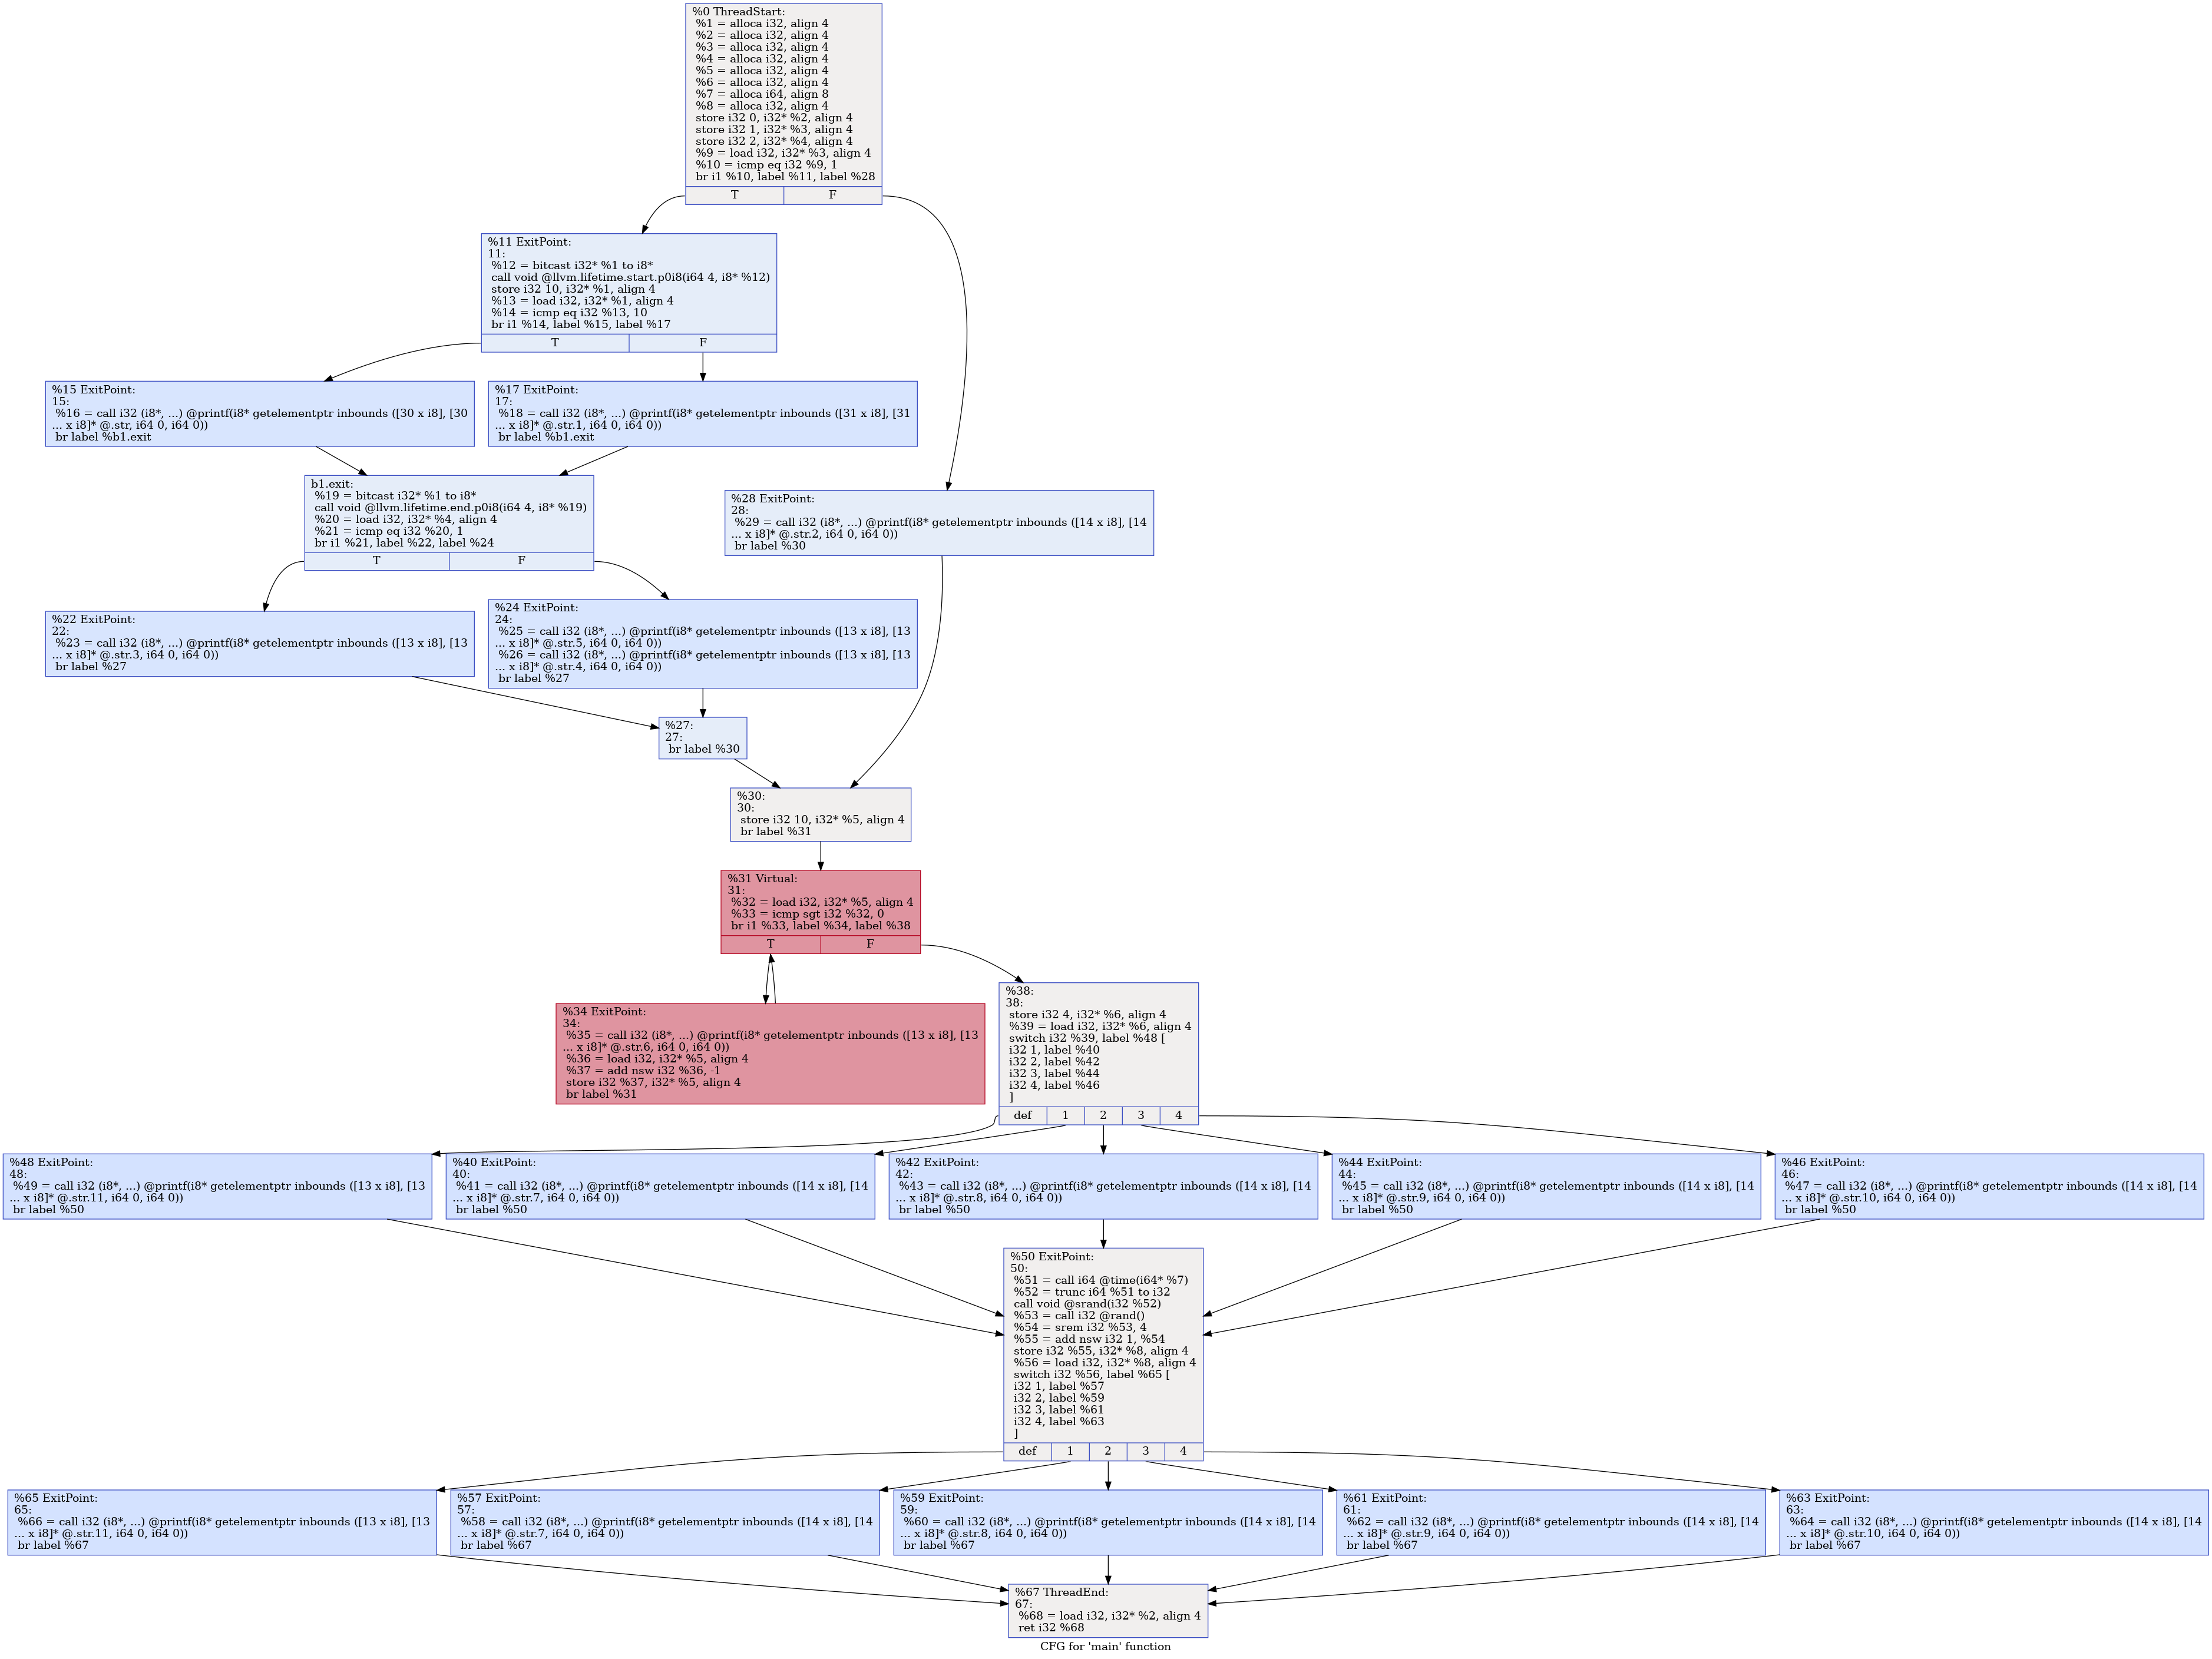 %0 ThreadStart:
%1 = alloca i32, align 4
%2 = alloca i32, align 4
%3 = alloca i32, align 4
%4 = alloca i32, align 4
%5 = alloca i32, align 4
%6 = alloca i32, align 4
%7 = alloca i64, align 8
%8 = alloca i32, align 4
store i32 0, i32* %2, align 4
store i32 1, i32* %3, align 4
store i32 2, i32* %4, align 4
%9 = load i32, i32* %3, align 4
%10 = icmp eq i32 %9, 1
br i1 %10, label %11, label %28
T F
%11 ExitPoint:
11:
%12 = bitcast i32* %1 to i8*
call void @llvm.lifetime.start.p0i8(i64 4, i8* %12)
store i32 10, i32* %1, align 4
%13 = load i32, i32* %1, align 4
%14 = icmp eq i32 %13, 10
br i1 %14, label %15, label %17
T F
%15 ExitPoint:
15:
%16 = call i32 (i8*, ...) @printf(i8* getelementptr inbounds ([30 x i8], [30
... x i8]* @.str, i64 0, i64 0))
br label %b1.exit
%17 ExitPoint:
17:
%18 = call i32 (i8*, ...) @printf(i8* getelementptr inbounds ([31 x i8], [31
... x i8]* @.str.1, i64 0, i64 0))
br label %b1.exit
b1.exit:
%19 = bitcast i32* %1 to i8*
call void @llvm.lifetime.end.p0i8(i64 4, i8* %19)
%20 = load i32, i32* %4, align 4
%21 = icmp eq i32 %20, 1
br i1 %21, label %22, label %24
T F
%28 ExitPoint:
28:
%29 = call i32 (i8*, ...) @printf(i8* getelementptr inbounds ([14 x i8], [14
... x i8]* @.str.2, i64 0, i64 0))
br label %30
%22 ExitPoint:
22:
%23 = call i32 (i8*, ...) @printf(i8* getelementptr inbounds ([13 x i8], [13
... x i8]* @.str.3, i64 0, i64 0))
br label %27
%24 ExitPoint:
24:
%25 = call i32 (i8*, ...) @printf(i8* getelementptr inbounds ([13 x i8], [13
... x i8]* @.str.5, i64 0, i64 0))
%26 = call i32 (i8*, ...) @printf(i8* getelementptr inbounds ([13 x i8], [13
... x i8]* @.str.4, i64 0, i64 0))
br label %27
%27:
27:
br label %30
%30:
30:
store i32 10, i32* %5, align 4
br label %31
%31 Virtual:
31:
%32 = load i32, i32* %5, align 4
%33 = icmp sgt i32 %32, 0
br i1 %33, label %34, label %38
T F
%34 ExitPoint:
34:
%35 = call i32 (i8*, ...) @printf(i8* getelementptr inbounds ([13 x i8], [13
... x i8]* @.str.6, i64 0, i64 0))
%36 = load i32, i32* %5, align 4
%37 = add nsw i32 %36, -1
store i32 %37, i32* %5, align 4
br label %31
%38:
38:
store i32 4, i32* %6, align 4
%39 = load i32, i32* %6, align 4
switch i32 %39, label %48 [
i32 1, label %40
i32 2, label %42
i32 3, label %44
i32 4, label %46
]
def 1 2 3 4
%48 ExitPoint:
48:
%49 = call i32 (i8*, ...) @printf(i8* getelementptr inbounds ([13 x i8], [13
... x i8]* @.str.11, i64 0, i64 0))
br label %50
%40 ExitPoint:
40:
%41 = call i32 (i8*, ...) @printf(i8* getelementptr inbounds ([14 x i8], [14
... x i8]* @.str.7, i64 0, i64 0))
br label %50
%42 ExitPoint:
42:
%43 = call i32 (i8*, ...) @printf(i8* getelementptr inbounds ([14 x i8], [14
... x i8]* @.str.8, i64 0, i64 0))
br label %50
%44 ExitPoint:
44:
%45 = call i32 (i8*, ...) @printf(i8* getelementptr inbounds ([14 x i8], [14
... x i8]* @.str.9, i64 0, i64 0))
br label %50
%46 ExitPoint:
46:
%47 = call i32 (i8*, ...) @printf(i8* getelementptr inbounds ([14 x i8], [14
... x i8]* @.str.10, i64 0, i64 0))
br label %50
%50 ExitPoint:
50:
%51 = call i64 @time(i64* %7)
%52 = trunc i64 %51 to i32
call void @srand(i32 %52)
%53 = call i32 @rand()
%54 = srem i32 %53, 4
%55 = add nsw i32 1, %54
store i32 %55, i32* %8, align 4
%56 = load i32, i32* %8, align 4
switch i32 %56, label %65 [
i32 1, label %57
i32 2, label %59
i32 3, label %61
i32 4, label %63
]
def 1 2 3 4
%65 ExitPoint:
65:
%66 = call i32 (i8*, ...) @printf(i8* getelementptr inbounds ([13 x i8], [13
... x i8]* @.str.11, i64 0, i64 0))
br label %67
%57 ExitPoint:
57:
%58 = call i32 (i8*, ...) @printf(i8* getelementptr inbounds ([14 x i8], [14
... x i8]* @.str.7, i64 0, i64 0))
br label %67
%59 ExitPoint:
59:
%60 = call i32 (i8*, ...) @printf(i8* getelementptr inbounds ([14 x i8], [14
... x i8]* @.str.8, i64 0, i64 0))
br label %67
%61 ExitPoint:
61:
%62 = call i32 (i8*, ...) @printf(i8* getelementptr inbounds ([14 x i8], [14
... x i8]* @.str.9, i64 0, i64 0))
br label %67
%63 ExitPoint:
63:
%64 = call i32 (i8*, ...) @printf(i8* getelementptr inbounds ([14 x i8], [14
... x i8]* @.str.10, i64 0, i64 0))
br label %67
%67 ThreadEnd:
67:
%68 = load i32, i32* %2, align 4
ret i32 %68
CFG for 'main' function